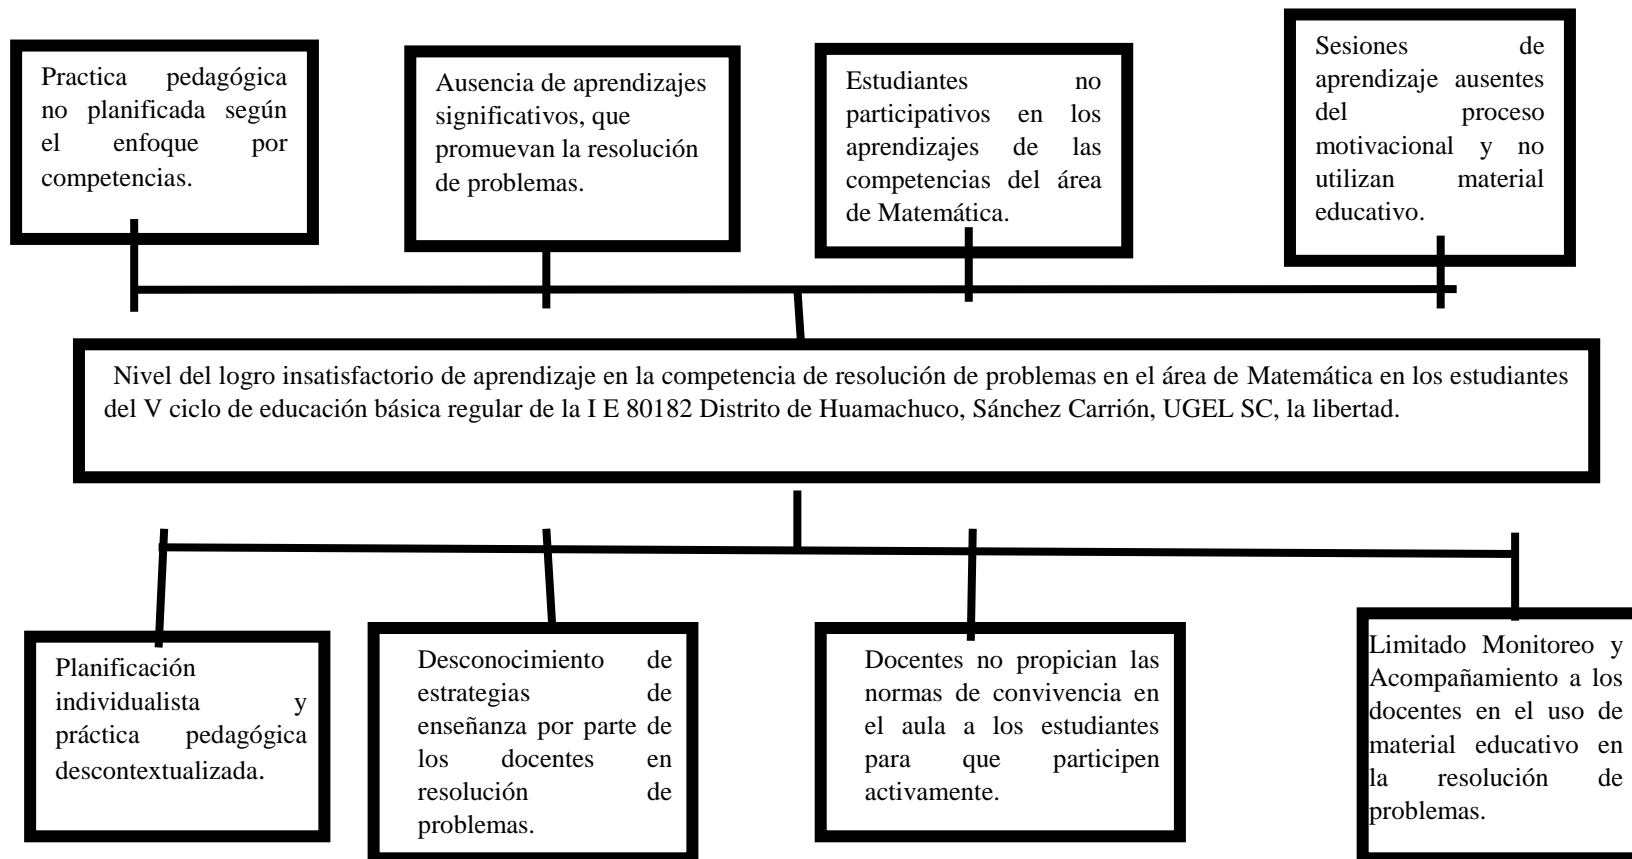 Practica pedagógica
no planificada según
el enfoque por
competencias.
Ausencia de aprendizajes
significativos, que
promuevan la resolución
de problemas.
Estudiantes no
participativos en los
aprendizajes de las
competencias del área
de Matemática.
Sesiones de
aprendizaje ausentes
del proceso
motivacional y no
utilizan material
educativo.
Nivel del logro insatisfactorio de aprendizaje en la competencia de resolución de problemas en el área de Matemática en los estudiantes
del V ciclo de educación básica regular de la I E 80182 Distrito de Huamachuco, Sánchez Carrión, UGEL SC, la libertad.
Planificación
individualista y
práctica pedagógica
descontextualizada.
Desconocimiento de
estrategias de
enseñanza por parte de
los docentes en
resolución de
problemas.
Docentes no propician las
normas de convivencia en
el aula a los estudiantes
para que participen
activamente.
Limitado Monitoreo y
Acompañamiento a los
docentes en el uso de
material educativo en
la resolución de
problemas.